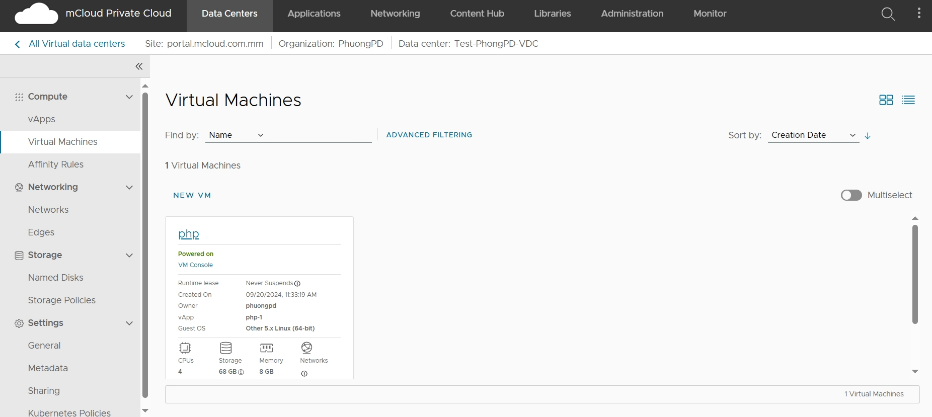 mCloud Private Cloud Data Centers Applications Networking Content Hub Libraries Administration Monitor
All Virtual data centers Site: portal.mcloud.com.mm Organization: PhuongPD Data center: Test-PhongPD-VDC
Compute
vApps
Virtual Machines
Affinity Rules
Networking
Networks
Edges
Storage
Named Disks
Storage Policies
Settings
General
Metadata
Sharing
Kubernetes Policies
Virtual Machines
Find by: Name ADVANCED FILTERING Sort by: Creation Date
1 Virtual Machines
NEW VM Multiselect
php
Powered on
VM Console
Runtime lease Never Suspends
Created On 09/20/2024, 11:33:19 AM
Owner phuongpd
vApp php-1
Guest OS Other 5.x Linux (64-bit)
CPUs Storage Memory Networks
4 68 GB 8 GB
1 Virtual Machines